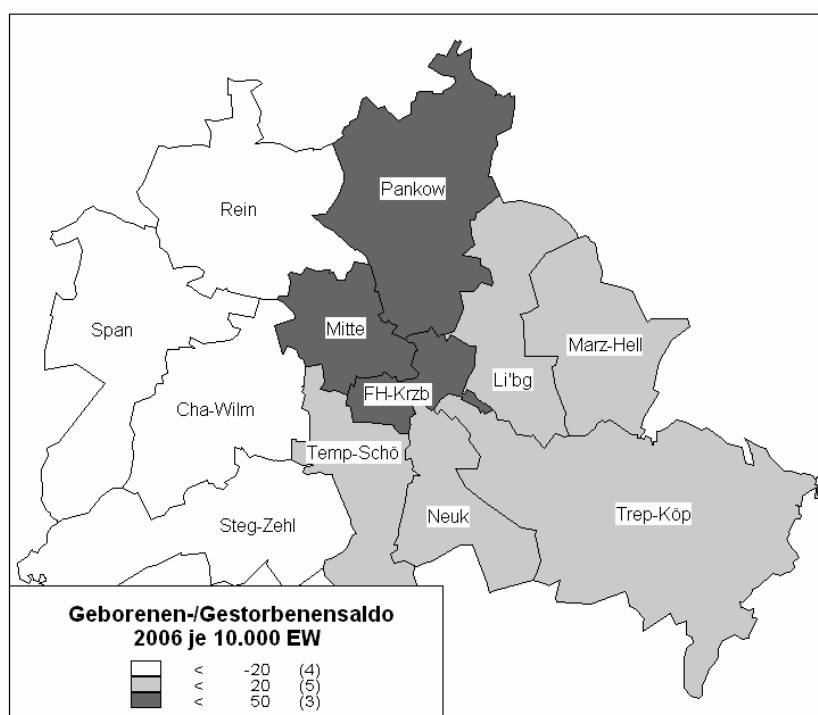 Pankow
Rein
Span
Mitte
Marz-Hell
Li'bg
FH-Krzb
Cha-Wilm
Temp-Schö
Steg-Zehl
Neuk
Trep-Köp
Geborenen-/Gestorbenensaldo
2006 je 10.000 EW
< -20 (4)
< 20 (5)
< 50 (3)